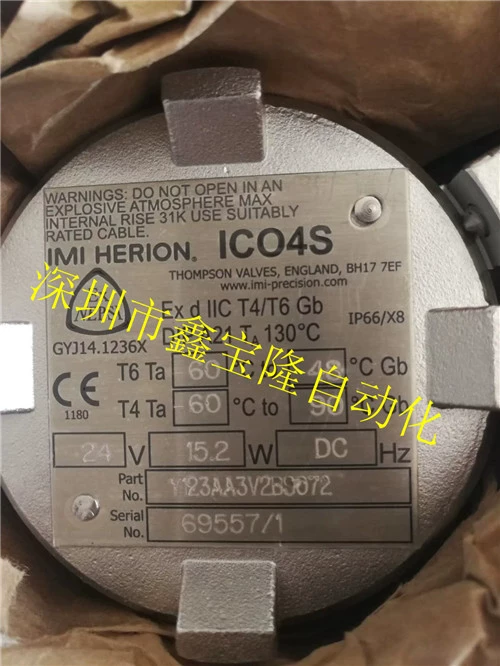 WARNINGS: DO NOT OPEN IN AN
EXPLOSIVE ATMOSPHERE MAX
INTERNAL RISE 31K USE SUITABLY
RATED CABLE.
IMI HERION. ICO4S
THOMPSON VALVES, ENGLAND, BH17 7EF
www.imi-precision.com
Ex d IIC T4/T6 Gb
130°C
IP66/X8
GYJ14.1236X
T6 Ta -60 °C Gb
CE
1180
T4 Ta -60 °C to Gb
24 V 15.2 W DC Hz
Part
No.
Serial
No. 69557/1
深圳市鑫宝隆自动化